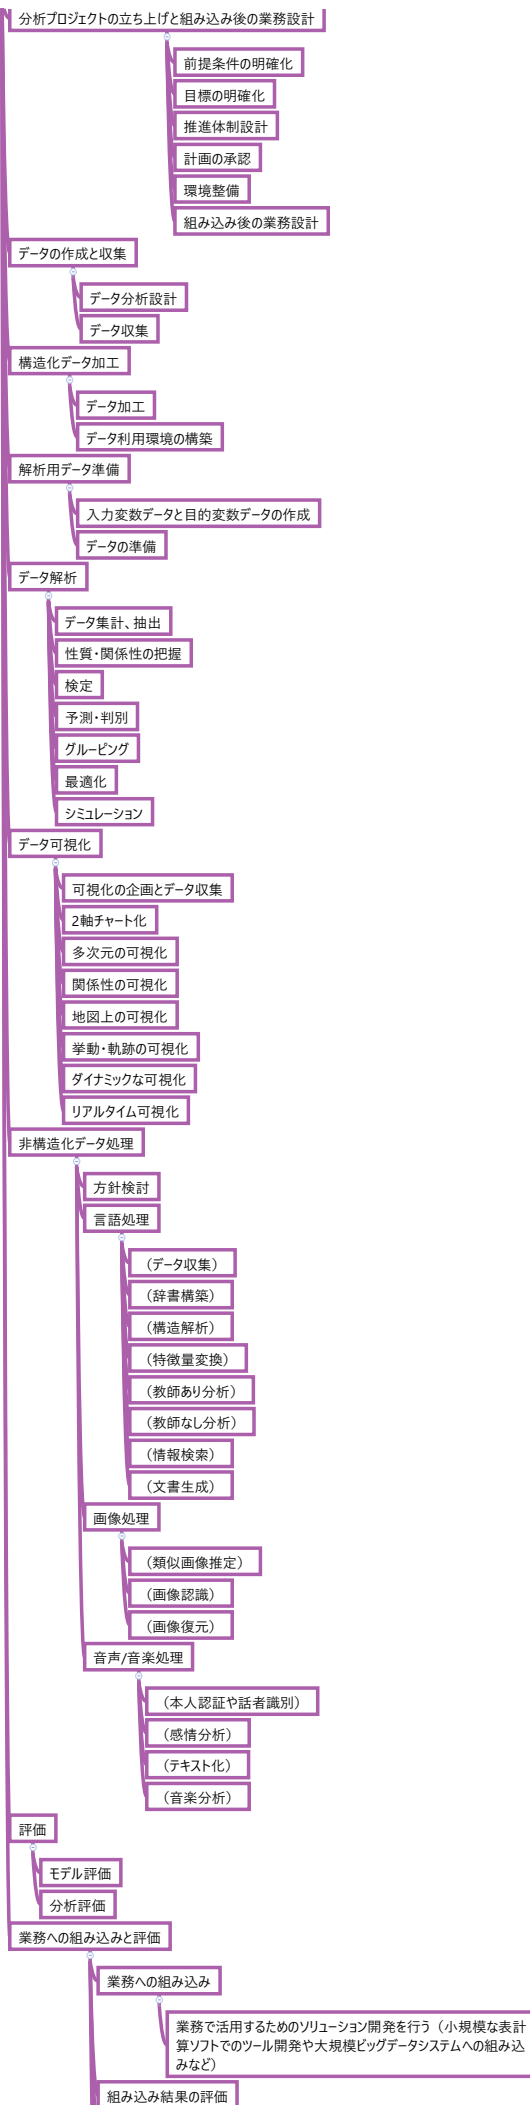 分析プロジェクトの立ち上げと組み込み後の業務設計
前提条件の明確化
目標の明確化
推進体制設計
計画の承認
環境整備
組み込み後の業務設計
データの作成と収集
データ分析設計
データ収集
構造化データ加工
データ加工
データ利用環境の構築
解析用データ準備
入力変数データと目的変数データの作成
データの準備
データ解析
データ集計、抽出
性質・関係性の把握
検定
予測・判別
グルーピング
最適化
シミュレーション
データ可視化
可視化の企画とデータ収集
2軸チャート化
多次元の可視化
関係性の可視化
地図上の可視化
挙動・軌跡の可視化
ダイナミックな可視化
リアルタイム可視化
非構造化データ処理
方針検討
言語処理
（データ収集）
（辞書構築）
（構造解析）
（特徴量変換）
（教師あり分析）
（教師なし分析）
（情報検索）
（文書生成）
画像処理
（類似画像推定）
（画像認識）
（画像復元）
音声/音楽処理
（本人認証や話者識別）
（感情分析）
（テキスト化）
（音楽分析）
評価
モデル評価
分析評価
業務への組み込みと評価
業務への組み込み
業務で活用するためのソリューション開発を行う（小規模な表計
算ソフトでのツール開発や大規模ビッグデータシステムへの組み込
みなど）
組み込み結果の評価